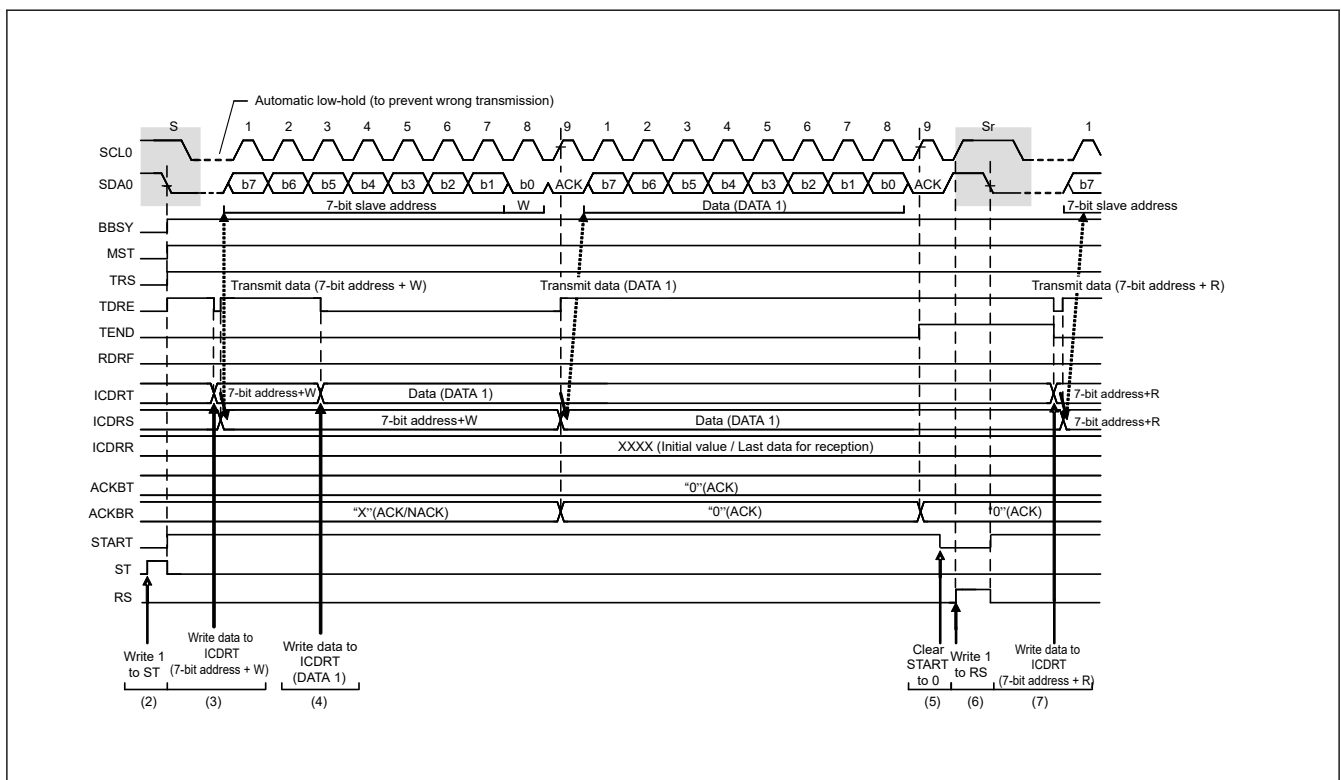 Automatic low-hold (to prevent wrong transmission)
S 1 2 3 4 5 6 7 8 9 1 2 3 4 5 6 7 8 9 Sr 1
SCL0
SDA0 b7 b6 b5 b4 b3 b2 b1 b0 ACK b7 b6 b5 b4 b3 b2 b1 b0 ACK b7
7-bit slave address W Data (DATA 1) 7-bit slave address
BBSY
MST
TRS
Transmit data (7-bit address + W) Transmit data (DATA 1) Transmit data (7-bit address + R)
TDRE
TEND
RDRF
ICDRT 7-bit address+W Data (DATA 1) 7-bit address+R
ICDRS 7-bit address+W Data (DATA 1) 7-bit address+R
ICDRR XXXX (Initial value / Last data for reception)
ACKBT "0"(ACK)
ACKBR "X"(ACK/NACK) "0"(ACK) "0"(ACK)
START
ST
RS
Write 1
to ST
Write data to
ICDRT
(7-bit address + W)
Write data to
ICDRT
(DATA 1)
Clear
START
to 0
Write 1
to RS
Write data to
ICDRT
(7-bit address + R)
(2) (3) (4) (5) (6) (7)